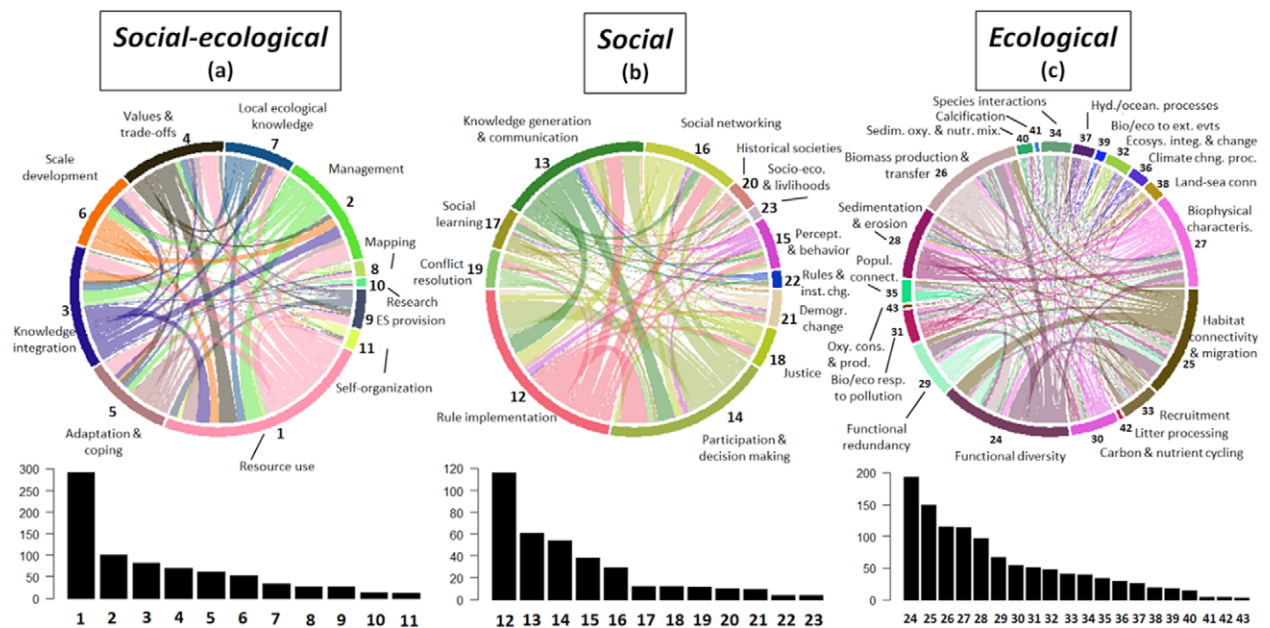 Social-ecological
(a)
Social
(b)
Ecological
(c)
Values &
trade-offs
4
Local ecological
knowledge
7
Scale
development
6
Management
2
Mapping
8
10
Research
3
Knowledge
integration
9 ES provision
11
Self-organization
5
Adaptation &
coping
1
Resource use
Knowledge generation
& communication
13
Social networking
16
Historical societies
20
Socio-eco.
& livlihoods
23
Social
learning 17
15 Percept.
& behavior
Conflict
resolution 19
22 Rules &
inst. chg.
21 Demogr.
change
18
Justice
12
Rule implementation
14
Participation &
decision making
Species interactions
34
Calcification
41
Sedim. oxy. & nutr. mix.
40
Hyd./ocean. processes
37
Bio/eco to ext. evts
39
Ecosys. integ. & change
32
Climate chng. proc.
36
Land-sea conn
38
Biomass production &
transfer 26
Biophysical
characteris.
27
Sedimentation
& erosion
28
Popul.
connect.
35
43
31
Oxy. cons.
& prod.
Bio/eco resp.
to pollution
29
Functional
redundancy
Habitat
connectivity
& migration
25
33
Recruitment
42
Litter processing
30
Carbon & nutrient cycling
24
Functional diversity
300
250
200
150
100
50
0
1 2 3 4 5 6 7 8 9 10 11
120
100
80
60
40
20
0
12 13 14 15 16 17 18 19 20 21 22 23
200
150
100
50
0
24 25 26 27 28 29 30 31 32 33 34 35 36 37 38 39 40 41 42 43